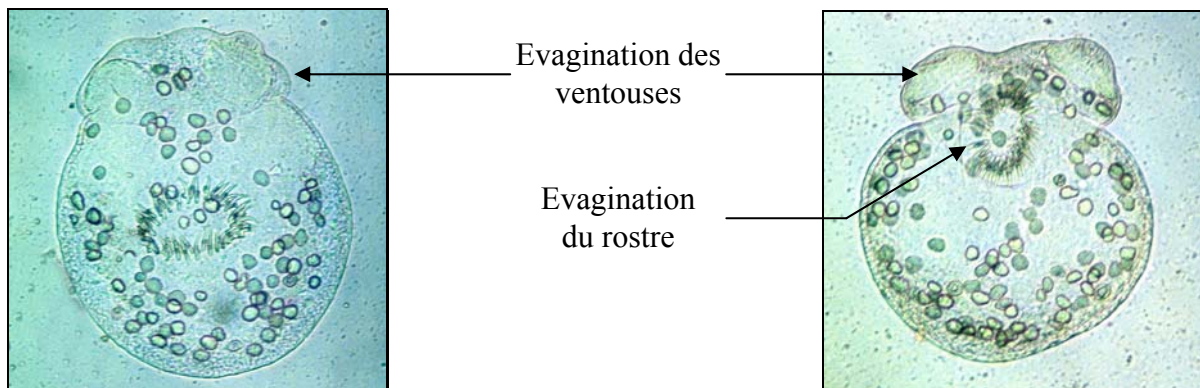 Evagination des
ventouses
Evagination
du rostre